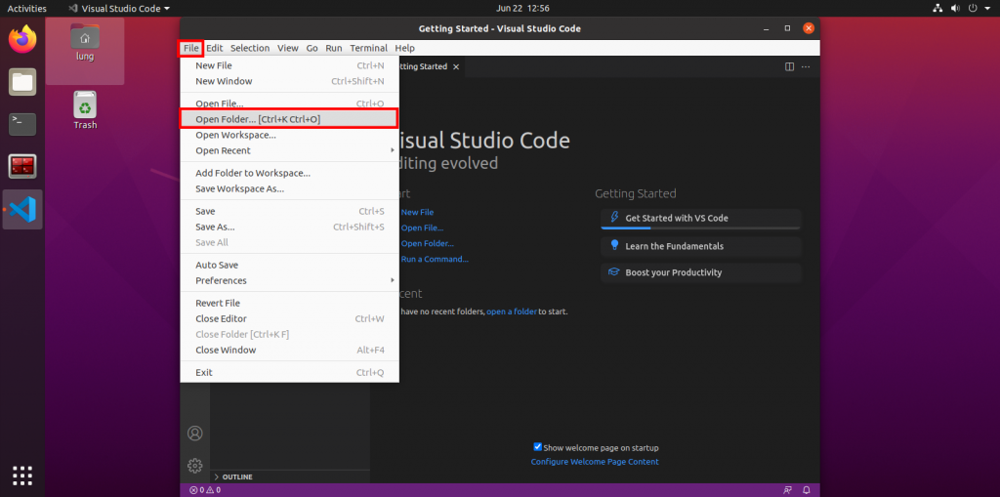 Activities
Visual Studio Code
Jun 22 12:56
lung
Trash
Getting Started - Visual Studio Code
File Edit Selection View Go Run Terminal Help
New File Ctrl+N
New Window Ctrl+Shift+N
Open File... Ctrl+O
Open Folder... [Ctrl+K Ctrl+O]
Open Workspace...
Open Recent
Add Folder to Workspace...
Save Workspace As...
Save Ctrl+S
Save As... Ctrl+Shift+S
Save All
Auto Save
Preferences
Revert File
Close Editor Ctrl+W
Close Folder [Ctrl+K F]
Close Window Alt+F4
Exit Ctrl+Q
tting Started
isual Studio Code
diting evolved
rt
New File
Open File...
Open Folder...
Run a Command...
cent
have no recent folders, open a folder to start.
Getting Started
Get Started with VS Code
Learn the Fundamentals
Boost your Productivity
Show welcome page on startup
Configure Welcome Page Content
OUTLINE
0 0